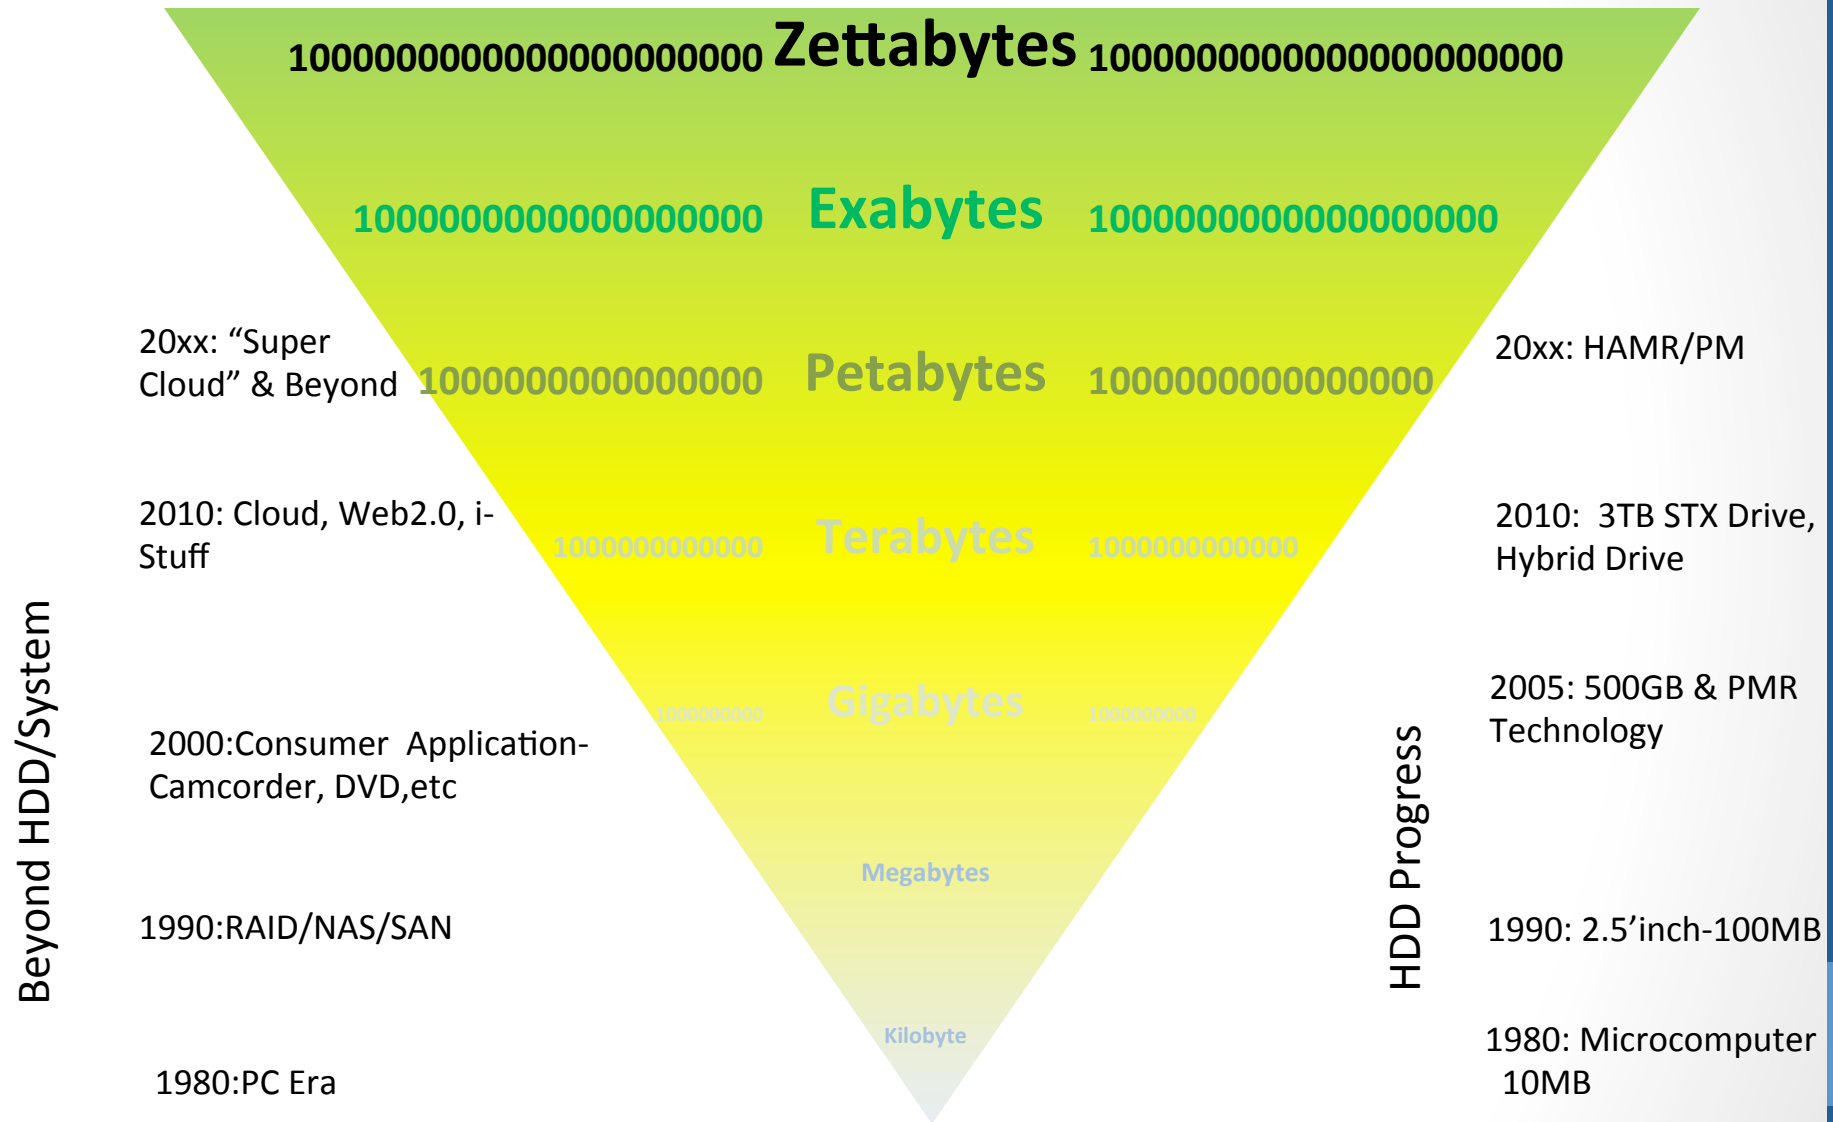 1000000000000000000000 Zettabytes 1000000000000000000000
1000000000000000000 Exabytes 1000000000000000000
20xx: “Super
Cloud” & Beyond
1000000000000000 Petabytes 1000000000000000
20xx: HAMR/PM
2010: Cloud, Web2.0, i-
Stuff
1000000000000 Terabytes 1000000000000
2010: 3TB STX Drive,
Hybrid Drive
Beyond HDD/System
1000000000 Gigabytes 1000000000
2005: 500GB & PMR
Technology
2000:Consumer Application-
Camcorder, DVD,etc
HDD Progress
Megabytes
1990:RAID/NAS/SAN
1990: 2.5’inch-100MB
Kilobyte
1980:PC Era
1980: Microcomputer
10MB